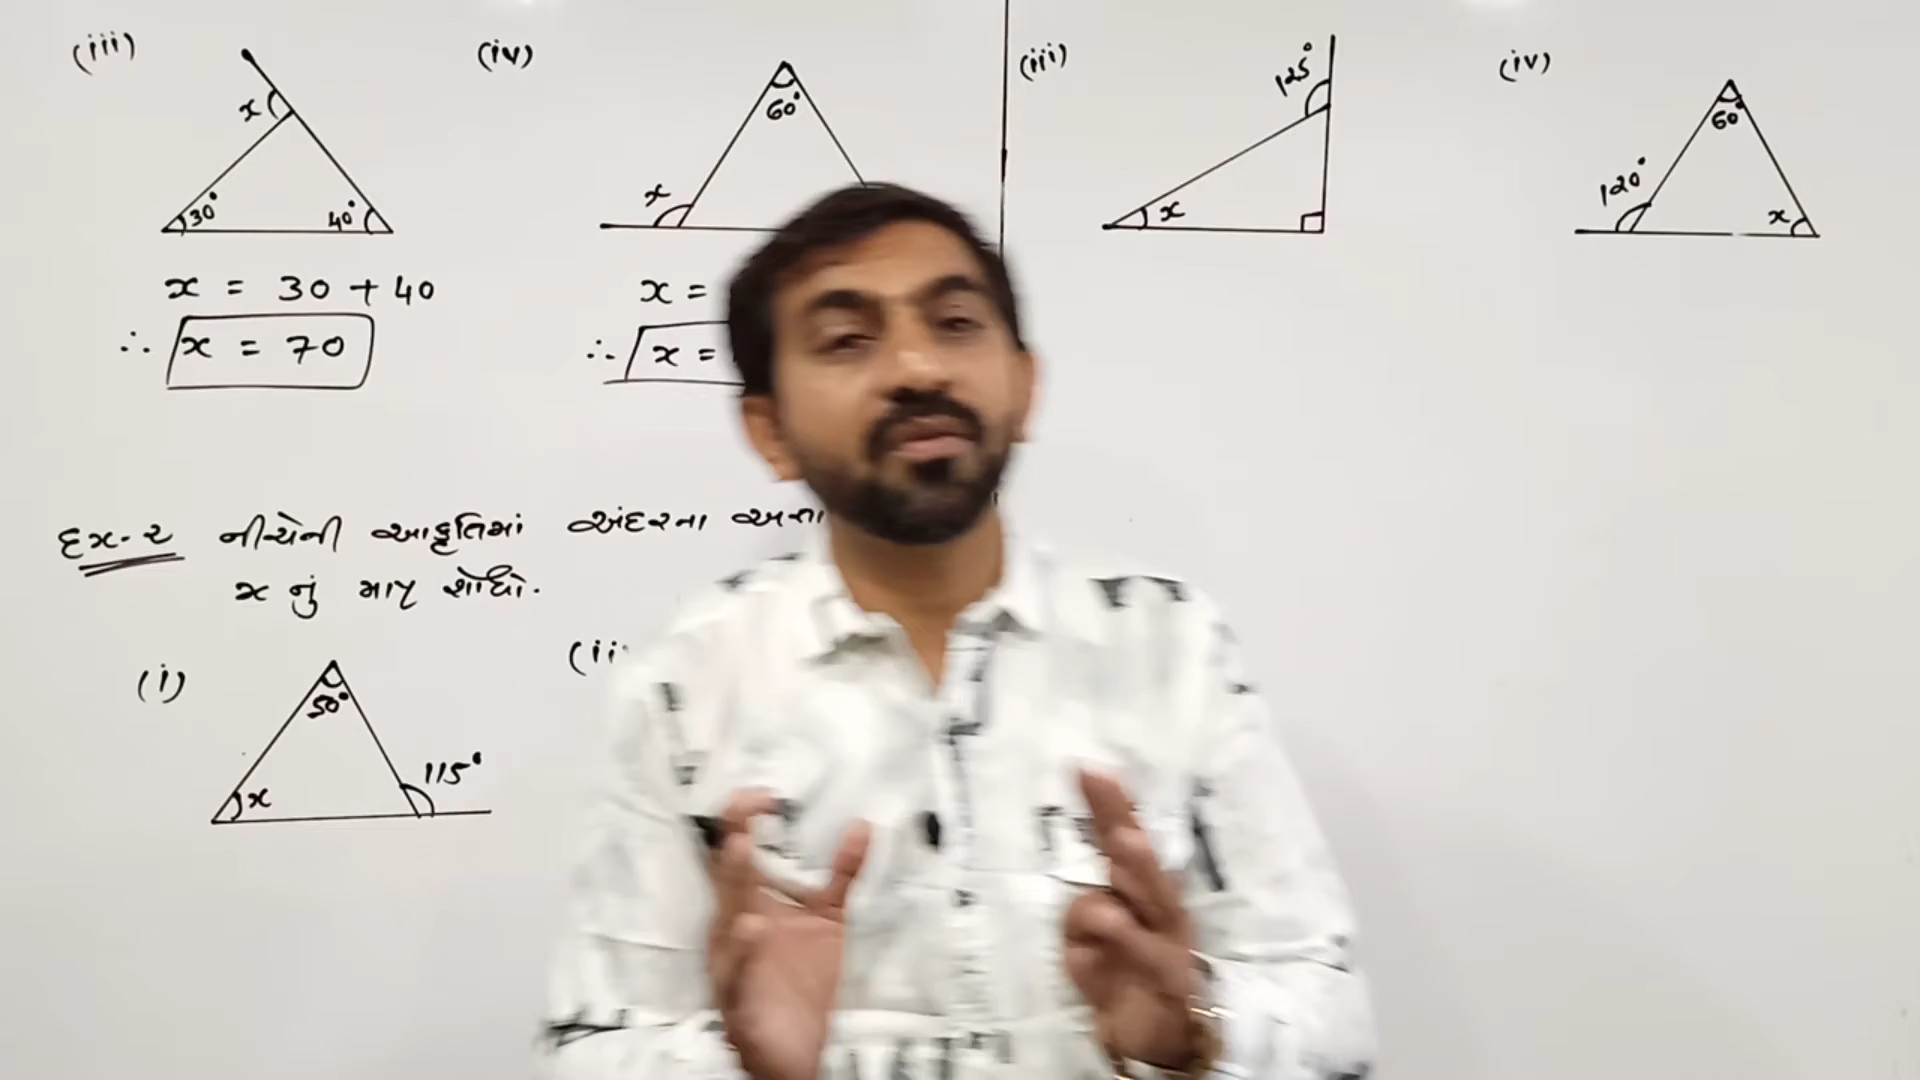 (iii)
x
30°
40°
x = 30 + 40
∴ x = 70
(iv)
60°
x
x =
∴ x =
Ex-૨ નીચેની આકૃતિમાં અંદરના
x નું માપ શોધો.
(i)
50°
x
115°
(ii
(iii)
125°
x
(iv)
60°
120°
x